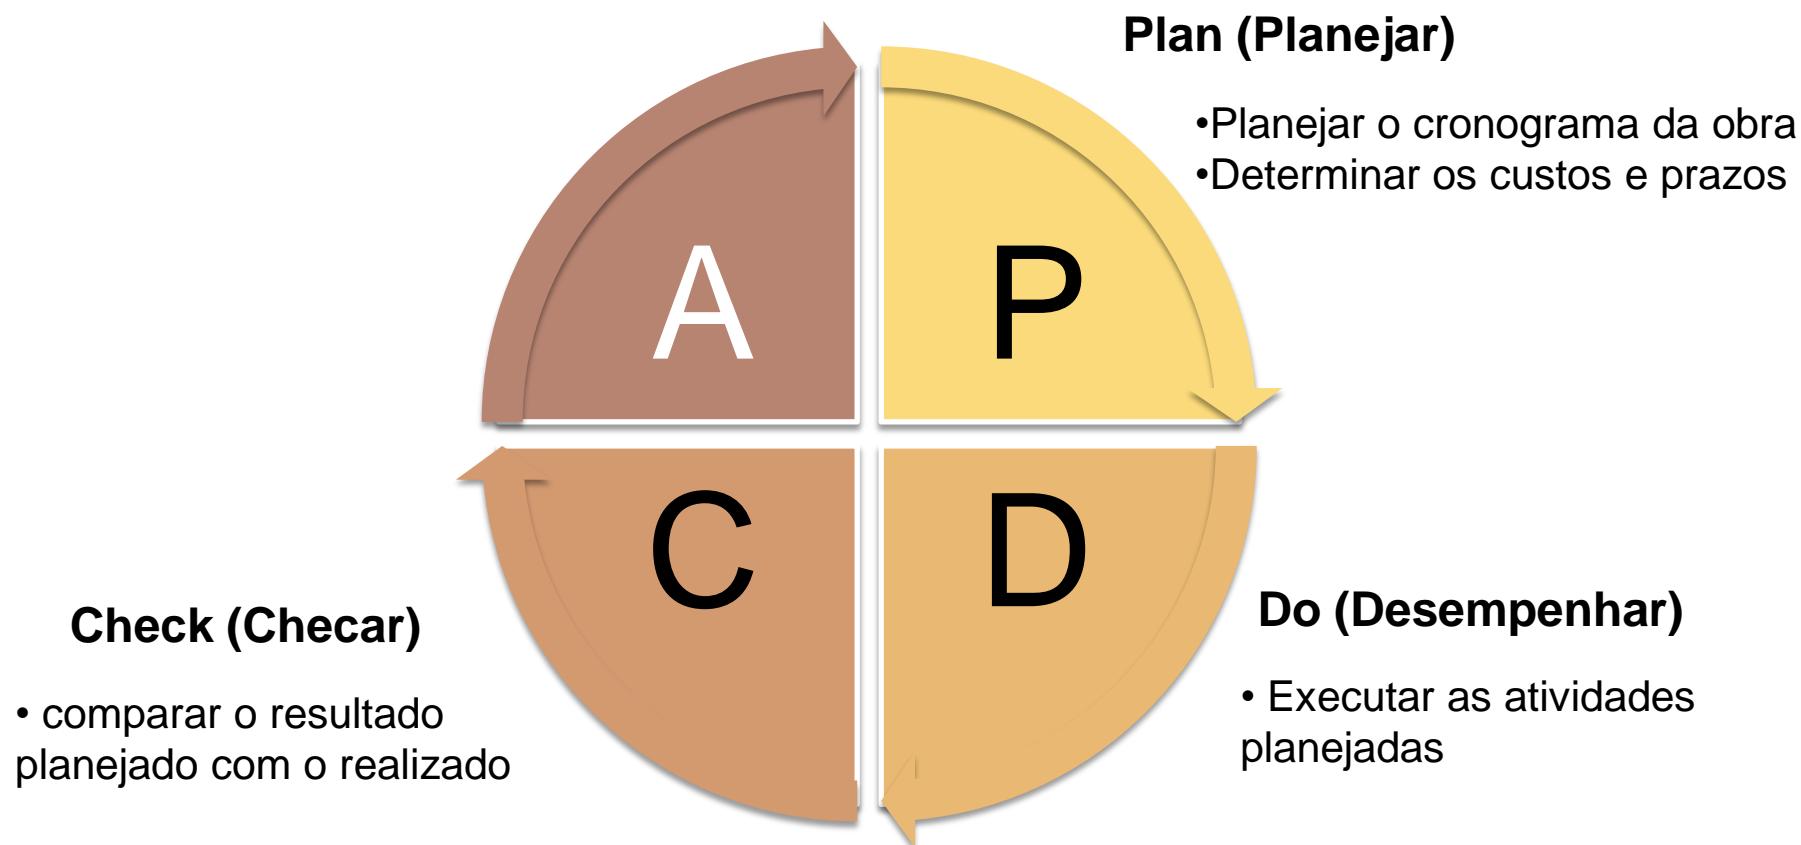 Plan (Planejar)
•Planejar o cronograma da obra
•Determinar os custos e prazos
A
P
C
D
Check (Checar)
• comparar o resultado
planejado com o realizado
Do (Desempenhar)
• Executar as atividades
planejadas